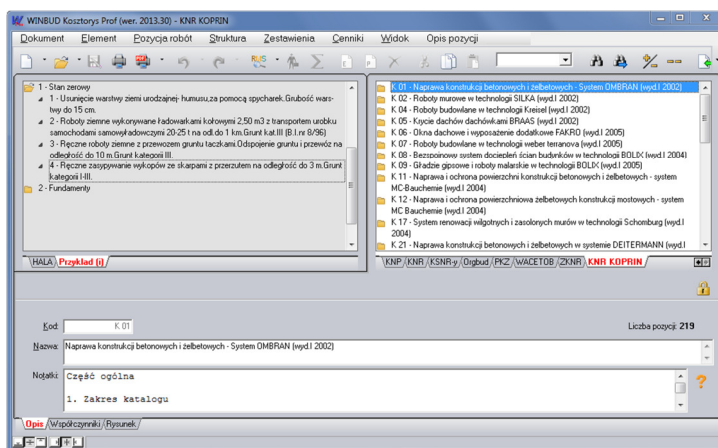 WINBUD Kosztorys Prof (wer. 2013.30) - KNR KOPRIN
Dokument Element Pozycja robót Struktura Zestawienia Cenniki Widok Opis pozycji
RUS
1 - Stan zerowy
1 - Usunięcie warstwy ziemi urodzajnej- humusu,za pomocą spycharek.Grubość wars-
twy do 15 cm.
2 - Roboty ziemne wykonywane ładowarkami kołowymi 2,50 m3 z transportem urobku
samochodami samowyładowczymi 20-25 t na odl.do 1 km.Grunt kat.III (B.I.nr 8/96)
3 - Ręczne roboty ziemne z przewozem gruntu taczkami.Odspojenie gruntu i przewóz na
odległość do 10 m.Grunt kategorii III.
4 - Ręczne zasypywanie wykopów ze skarpami z przerzutem na odległość do 3 m.Grunt
kategorii I-III.
2 - Fundamenty
HALA Przykład (i)
K 01 - Naprawa konstrukcji betonowych i żelbetowych - System OMBRAN (wyd.I 2002)
K 02 - Roboty murowe w technologii SILKA (wyd.I 2002)
K 04 - Roboty budowlane w technologii Kreisel (wyd.I 2002)
K 05 - Krycie dachów dachówkami BRAAS (wyd.I 2002)
K 06 - Okna dachowe i wyposażenie dodatkowe FAKRO (wyd.I 2005)
K 07 - Roboty budowlane w technologii weber terranova (wyd.I 2005)
K 08 - Bezspoinowy system dociepleń ścian budynków w technologii BOLIX (wyd.I 2004)
K 09 - Gładzie gipsowe i roboty malarskie w technologii BOLIX (wyd.I 2005)
K 11 - Naprawa i ochrona powierzchni konstrukcji betonowych i żelbetowych - system
MC-Bauchemie (wyd.I 2004)
K 12 - Naprawa i ochrona powierzchniowa żelbetowych konstrukcji mostowych - system
MC Bauchemie (wyd.I 2004)
K 17 - System renowacji wilgotnych i zasolonych murów w technologii Schomburg (wyd.I
2004)
K 21 - Naprawa konstrukcji betonowych i żelbetowych w systemie DEITERMANN (wyd.I
KNP KNR KSNR-y Orgbud PKZ WACETOB ZKNR KNR KOPRIN
Kod: K 01 Liczba pozycji: 219
Nazwa: Naprawa konstrukcji betonowych i żelbetowych - System OMBRAN (wyd.I 2002)
Notatki: Część ogólna
1. Zakres katalogu
Opis Współczynniki Rysunek